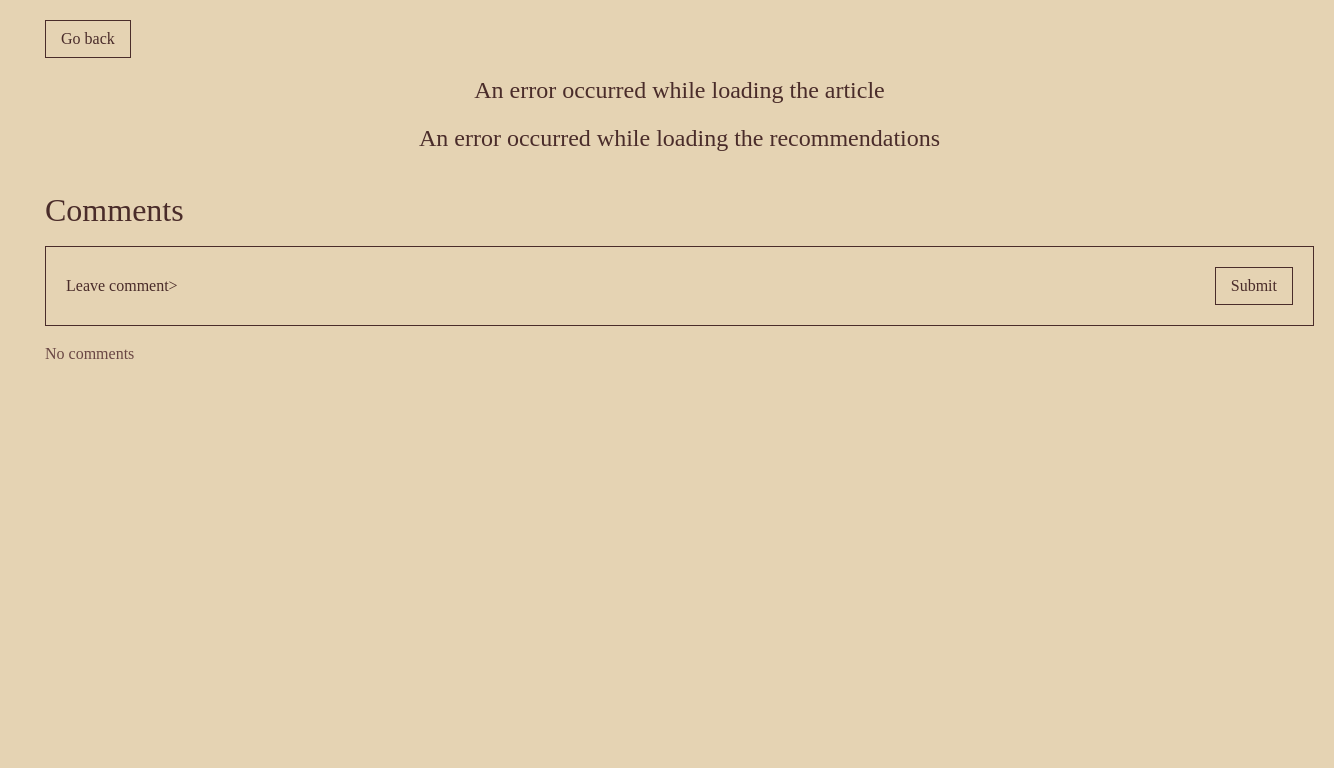 Go back
An error occurred while loading the article
An error occurred while loading the recommendations
Comments
Leave comment>
Submit
No comments